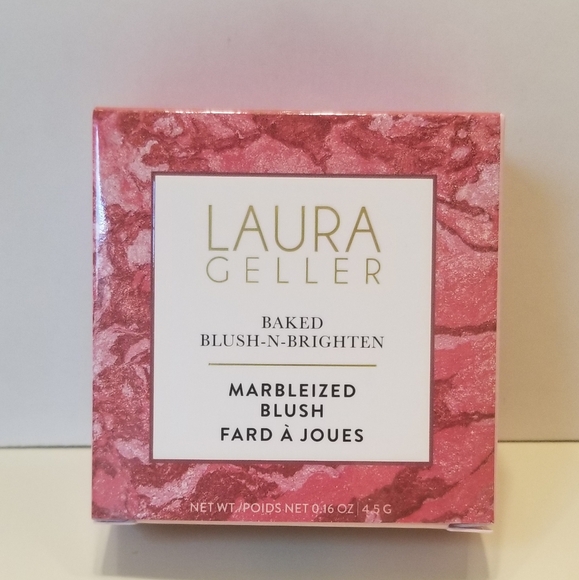 LAURA
GELLER
BAKED
BLUSH-N-BRIGHTEN
MARBLEIZED
BLUSH
FARD À JOUES
NET WT./POIDS NET 0.16 OZ | 4.5 G